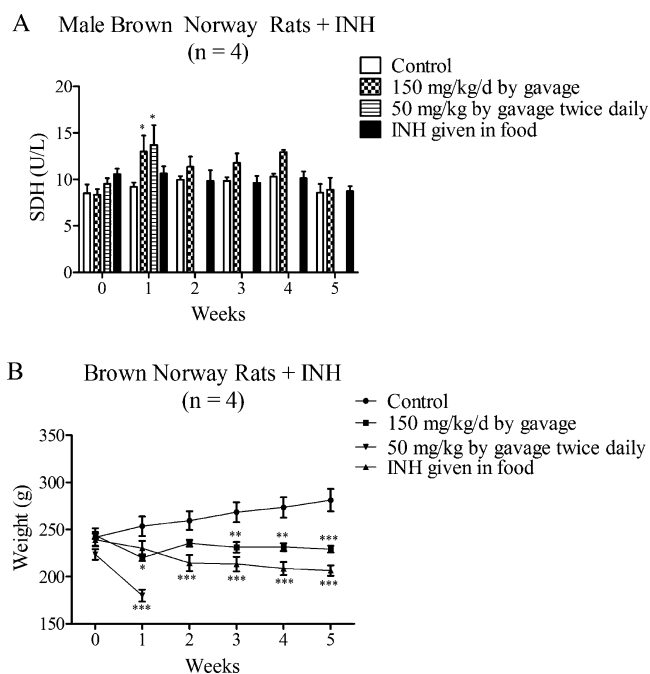 A
Male Brown Norway Rats + INH
(n = 4)
Control
150 mg/kg/d by gavage
50 mg/kg by gavage twice daily
INH given in food
SDH (U/L)
20
15
10
5
0
* *
0 1 2 3 4 5
Weeks
B
Brown Norway Rats + INH
(n = 4)
Control
150 mg/kg/d by gavage
50 mg/kg by gavage twice daily
INH given in food
Weight (g)
350
300
250
200
150
** ** ***
*
*** *** *** ***
***
0 1 2 3 4 5
Weeks